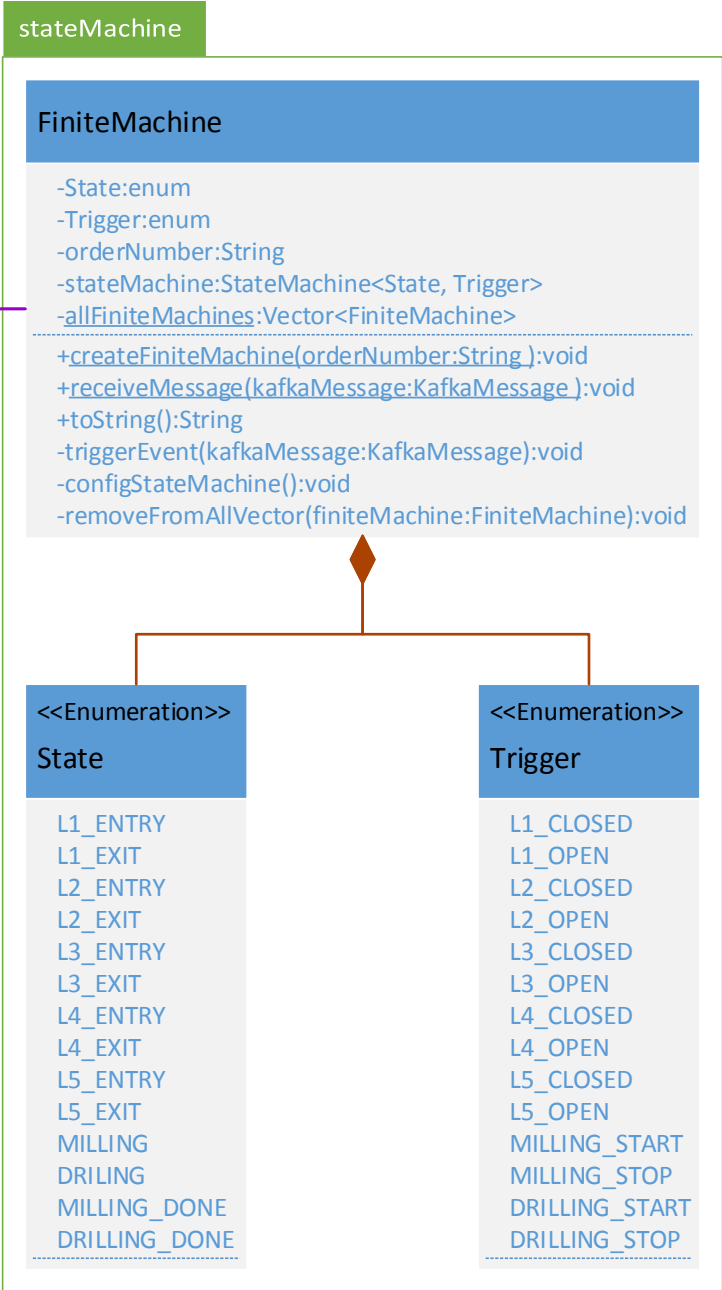 stateMachine
FiniteMachine
-State:enum
-Trigger:enum
-orderNumber:String
-stateMachine:StateMachine<State, Trigger>
-allFiniteMachines:Vector<FiniteMachine>
+createFiniteMachine(orderNumber:String ):void
+receiveMessage(kafkaMessage:KafkaMessage ):void
+toString():String
-triggerEvent(kafkaMessage:KafkaMessage):void
-configStateMachine():void
-removeFromAllVector(finiteMachine:FiniteMachine):void
<<Enumeration>>
State
L1_ENTRY
L1_EXIT
L2_ENTRY
L2_EXIT
L3_ENTRY
L3_EXIT
L4_ENTRY
L4_EXIT
L5_ENTRY
L5_EXIT
MILLING
DRILING
MILLING_DONE
DRILLING_DONE
<<Enumeration>>
Trigger
L1_CLOSED
L1_OPEN
L2_CLOSED
L2_OPEN
L3_CLOSED
L3_OPEN
L4_CLOSED
L4_OPEN
L5_CLOSED
L5_OPEN
MILLING_START
MILLING_STOP
DRILLING_START
DRILLING_STOP